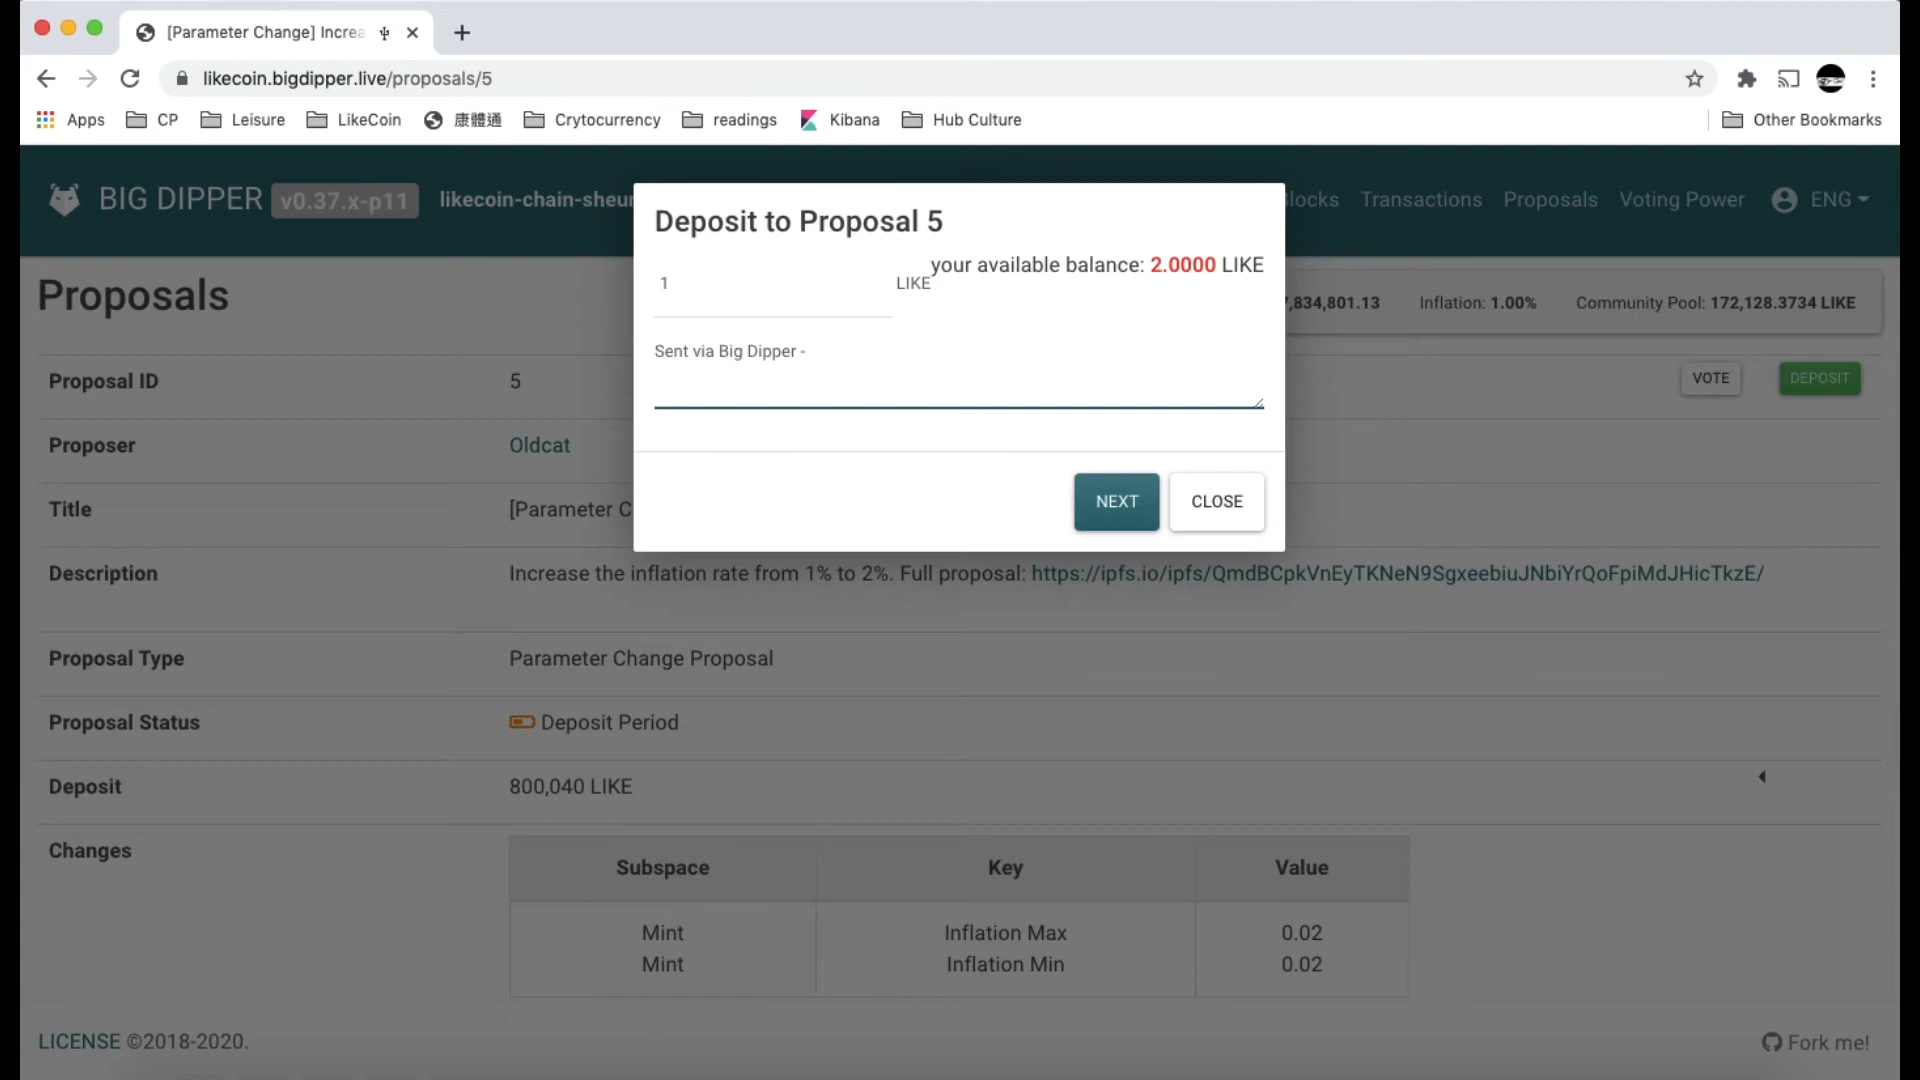 [Parameter Change] Increa
likecoin.bigdipper.live/proposals/5
Apps CP Leisure LikeCoin 康體通 Crytocurrency readings Kibana Hub Culture Other Bookmarks
BIG DIPPER v0.37.x-p11 likecoin-chain-sheun Blocks Transactions Proposals Voting Power ENG
Deposit to Proposal 5
your available balance: 2.0000 LIKE
1 LIKE
Sent via Big Dipper -
NEXT CLOSE
Proposals
7,834,801.13 Inflation: 1.00% Community Pool: 172,128.3734 LIKE
Proposal ID 5 VOTE DEPOSIT
Proposer Oldcat
Title [Parameter C
Description Increase the inflation rate from 1% to 2%. Full proposal: https://ipfs.io/ipfs/QmdBCpkVnEyTKNeN9SgxeebiuJNbiYrQoFpiMdJHicTkzE/
Proposal Type Parameter Change Proposal
Proposal Status Deposit Period
Deposit 800,040 LIKE
Changes
Subspace Key Value
Mint Inflation Max 0.02
Mint Inflation Min 0.02
LICENSE ©2018-2020. Fork me!